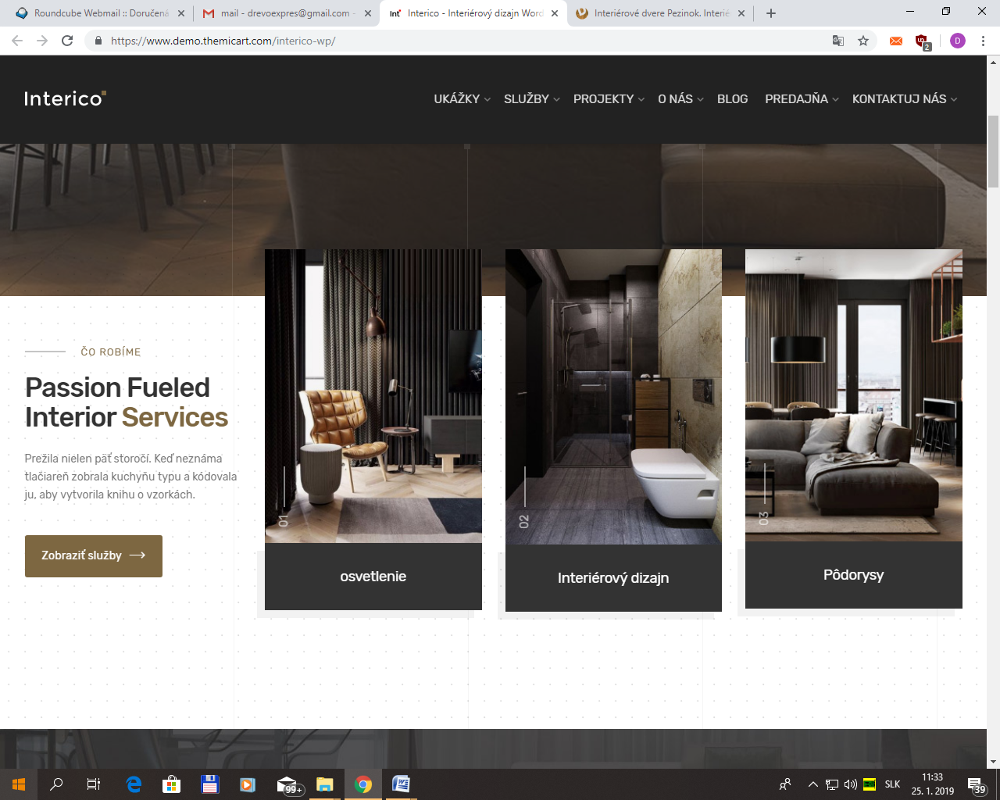 Roundcube Webmail :: Doručená
mail - drevoexpres@gmail.com -
Int
Interico - Interiérový dizajn Word
Interiérové dvere Pezinok. Interié
https://www.demo.themicart.com/interico-wp/
2
D
Interico
UKÁŽKY SLUŽBY PROJEKTY O NÁS BLOG PREDAJŇA KONTAKTUJ NÁS
ČO ROBÍME
Passion Fueled
Interior Services
Prežila nielen päť storočí. Keď neznáma
tlačiareň zobrala kuchyňu typu a kódovala
ju, aby vytvorila knihu o vzorkách.
Zobraziť služby
01
osvetlenie
02
Interiérový dizajn
03
Pôdorysy
99+
SLK
11:33
25. 1. 2019
39